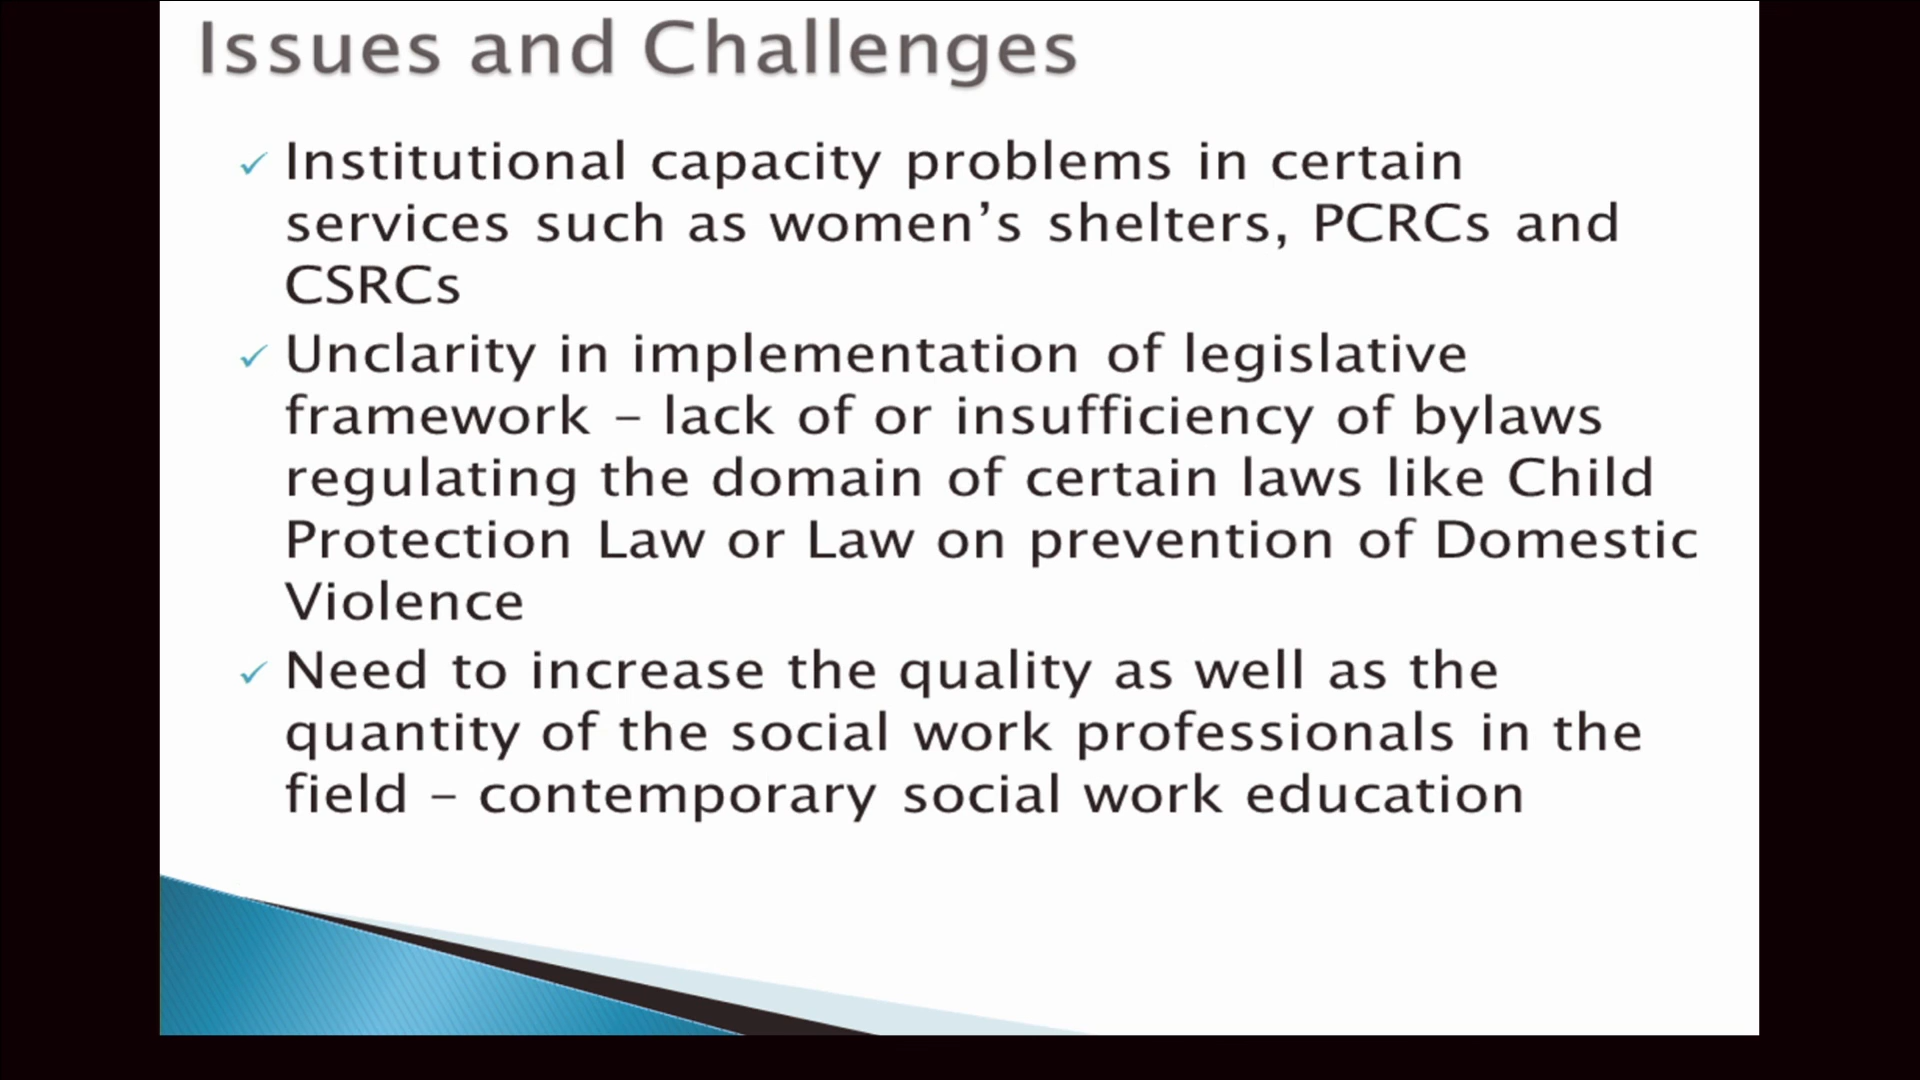 Issues and Challenges
✓ Institutional capacity problems in certain
services such as women’s shelters, PCRCs and
CSRCs
✓ Unclarity in implementation of legislative
framework – lack of or insufficiency of bylaws
regulating the domain of certain laws like Child
Protection Law or Law on prevention of Domestic
Violence
✓ Need to increase the quality as well as the
quantity of the social work professionals in the
field – contemporary social work education